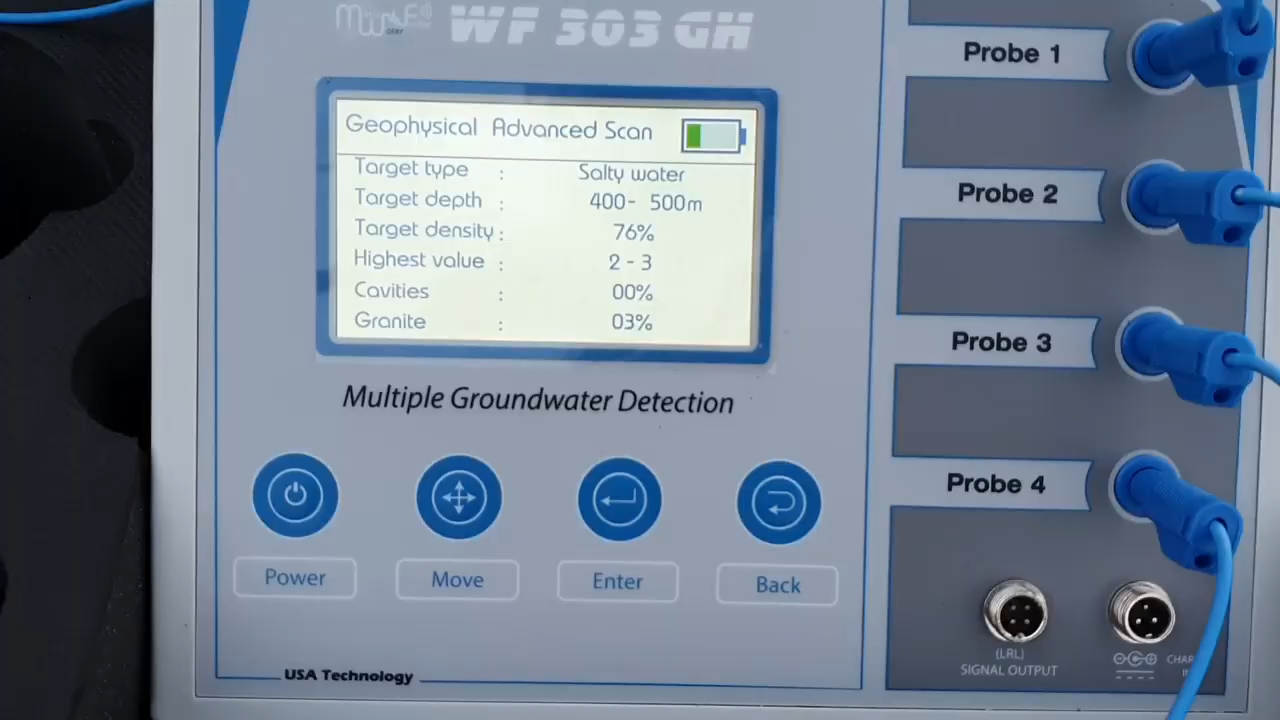 WF 303 GH
Geophysical Advanced Scan
Target type : Salty water
Target depth : 400- 500m
Target density : 76%
Highest value : 2 - 3
Cavities : 00%
Granite : 03%
Multiple Groundwater Detection
Power Move Enter Back
USA Technology
Probe 1
Probe 2
Probe 3
Probe 4
(LRL)
SIGNAL OUTPUT